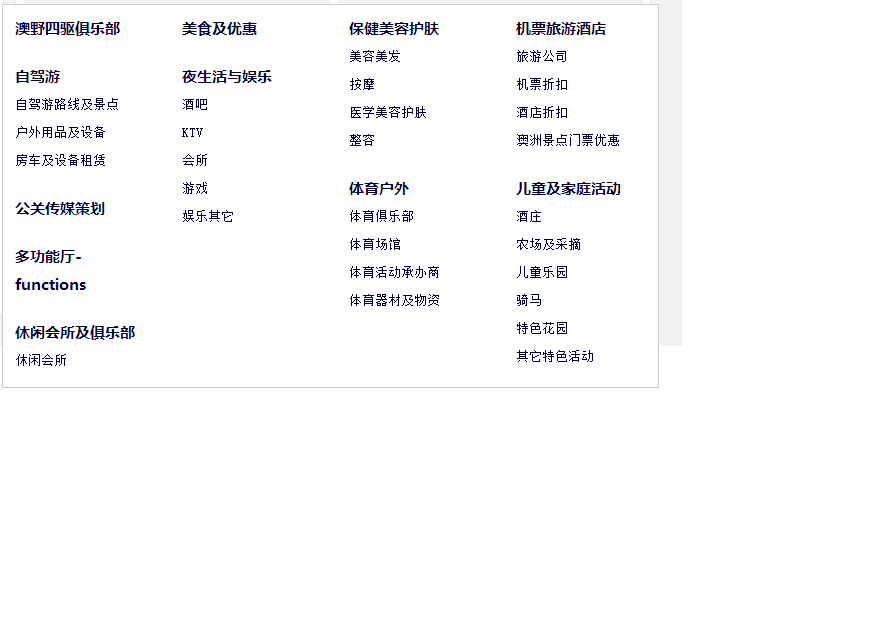 澳野四驱俱乐部
自驾游
自驾游路线及景点
户外用品及设备
房车及设备租赁
公关传媒策划
多功能厅-
functions
休闲会所及俱乐部
休闲会所
美食及优惠
夜生活与娱乐
酒吧
KTV
会所
游戏
娱乐其它
保健美容护肤
美容美发
按摩
医学美容护肤
整容
体育户外
体育俱乐部
体育场馆
体育活动承办商
体育器材及物资
机票旅游酒店
旅游公司
机票折扣
酒店折扣
澳洲景点门票优惠
儿童及家庭活动
酒庄
农场及采摘
儿童乐园
骑马
特色花园
其它特色活动